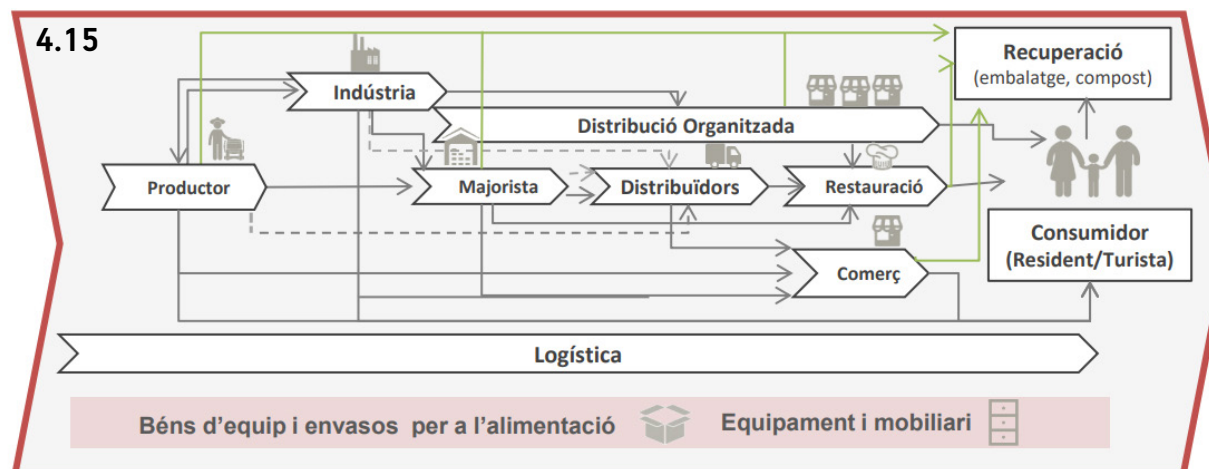 4.15
Recuperació
(embalatge, compost)
Indústria
Distribució Organitzada
Productor
Majorista
Distribuïdors
Restauració
Consumidor
(Resident/Turista)
Comerç
Logística
Béns d'equip i envasos per a l'alimentació
Equipament i mobiliari